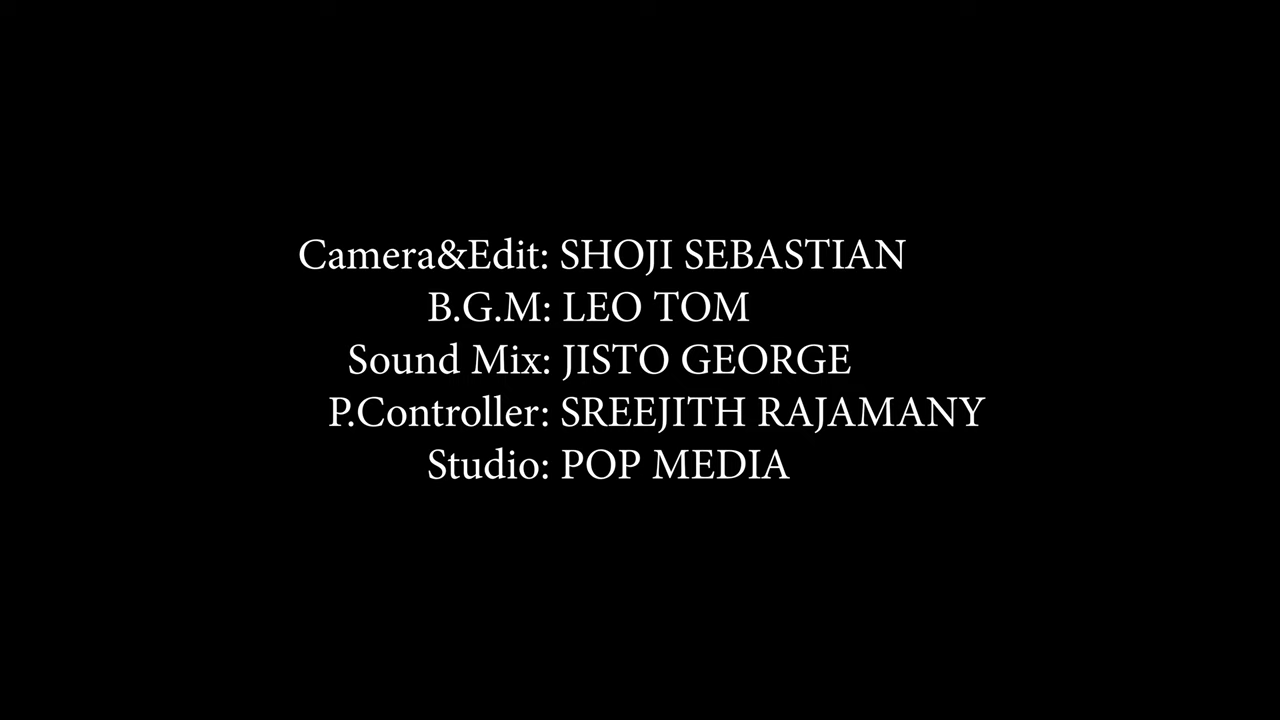 Camera&Edit: SHOJI SEBASTIAN
B.G.M: LEO TOM
Sound Mix: JISTO GEORGE
P.Controller: SREEJITH RAJAMANY
Studio: POP MEDIA